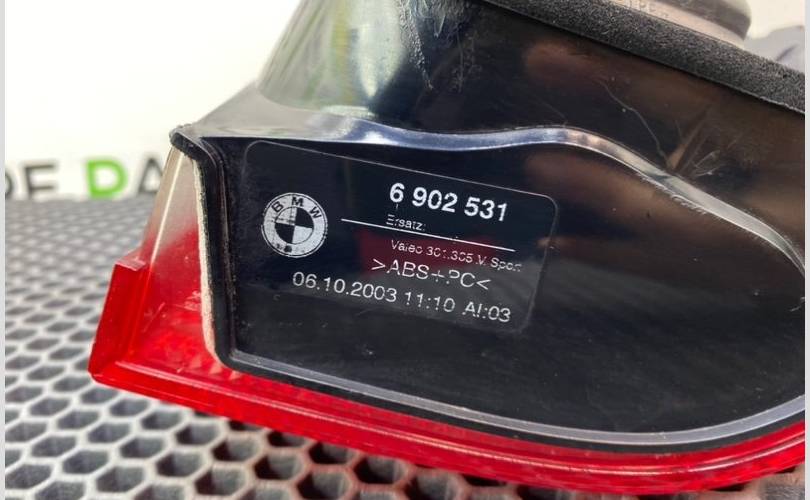 BMW
6 902 531
Ersatz:
Valeo 301.305 V. Sport
>ABS+PC<
06.10.2003 11:10 AI:03